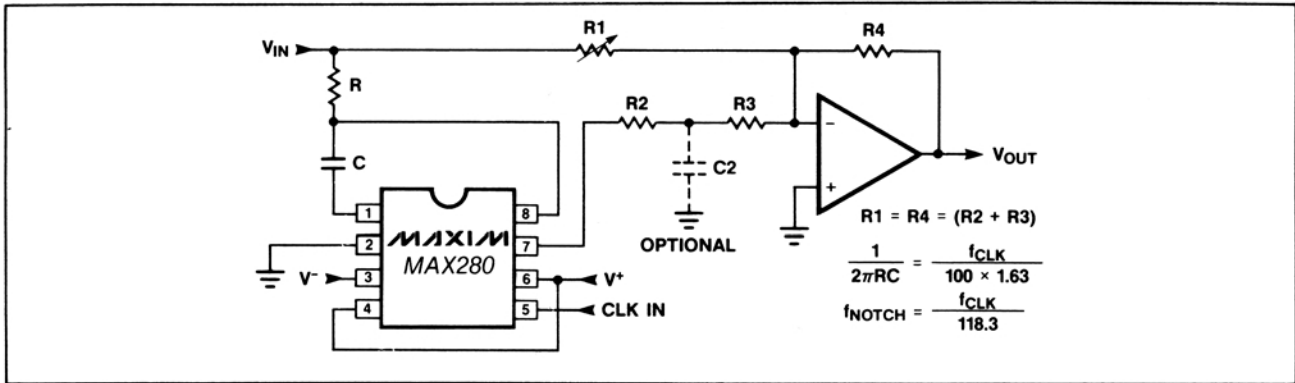 R1
R4
VIN
R
R2
R3
C
C2
−
+
VOUT
OPTIONAL
1
2
3
4
8
7
6
5
MAXIM
MAX280
V−
V+
CLK IN
R1 = R4 = (R2 + R3)
1/2πRC = fCLK/100 × 1.63
fNOTCH = fCLK/118.3